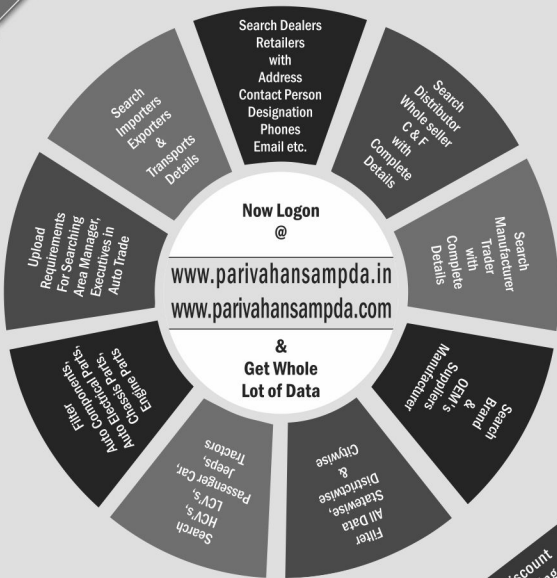 Search Dealers
Retailers
with
Address
Contact Person
Designation
Phones
Email etc.
Search
Distributor
Whole seller
C & F
with
Complete
Details
Search
Manufacturer
Trader
with
Complete
Details
Search
Brand
OEM's
&
Suppliers
Manufacturer
Filter
All Data
Statewise,
Districtwise
&
Citywise
Search
HCV's,
LCV's,
Passenger Car,
Jeeps,
Tractors
Filter
Auto Components,
Auto Electrical Parts,
Chassis Parts,
Engine Parts
Upload
Requirements
For Searching
Area Manager,
Executives in
Auto Trade
Search
Importers
Exporters
&
Transports
Details
Now Logon
@
www.parivahansampda.in
www.parivahansampda.com
&
Get Whole
Lot of Data